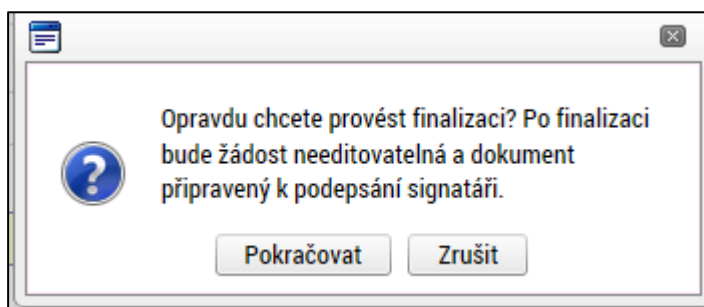 Opravdu chcete provést finalizaci? Po finalizaci
bude žádost needitovatelná a dokument
připravený k podepsání signatáři.
Pokračovat Zrušit